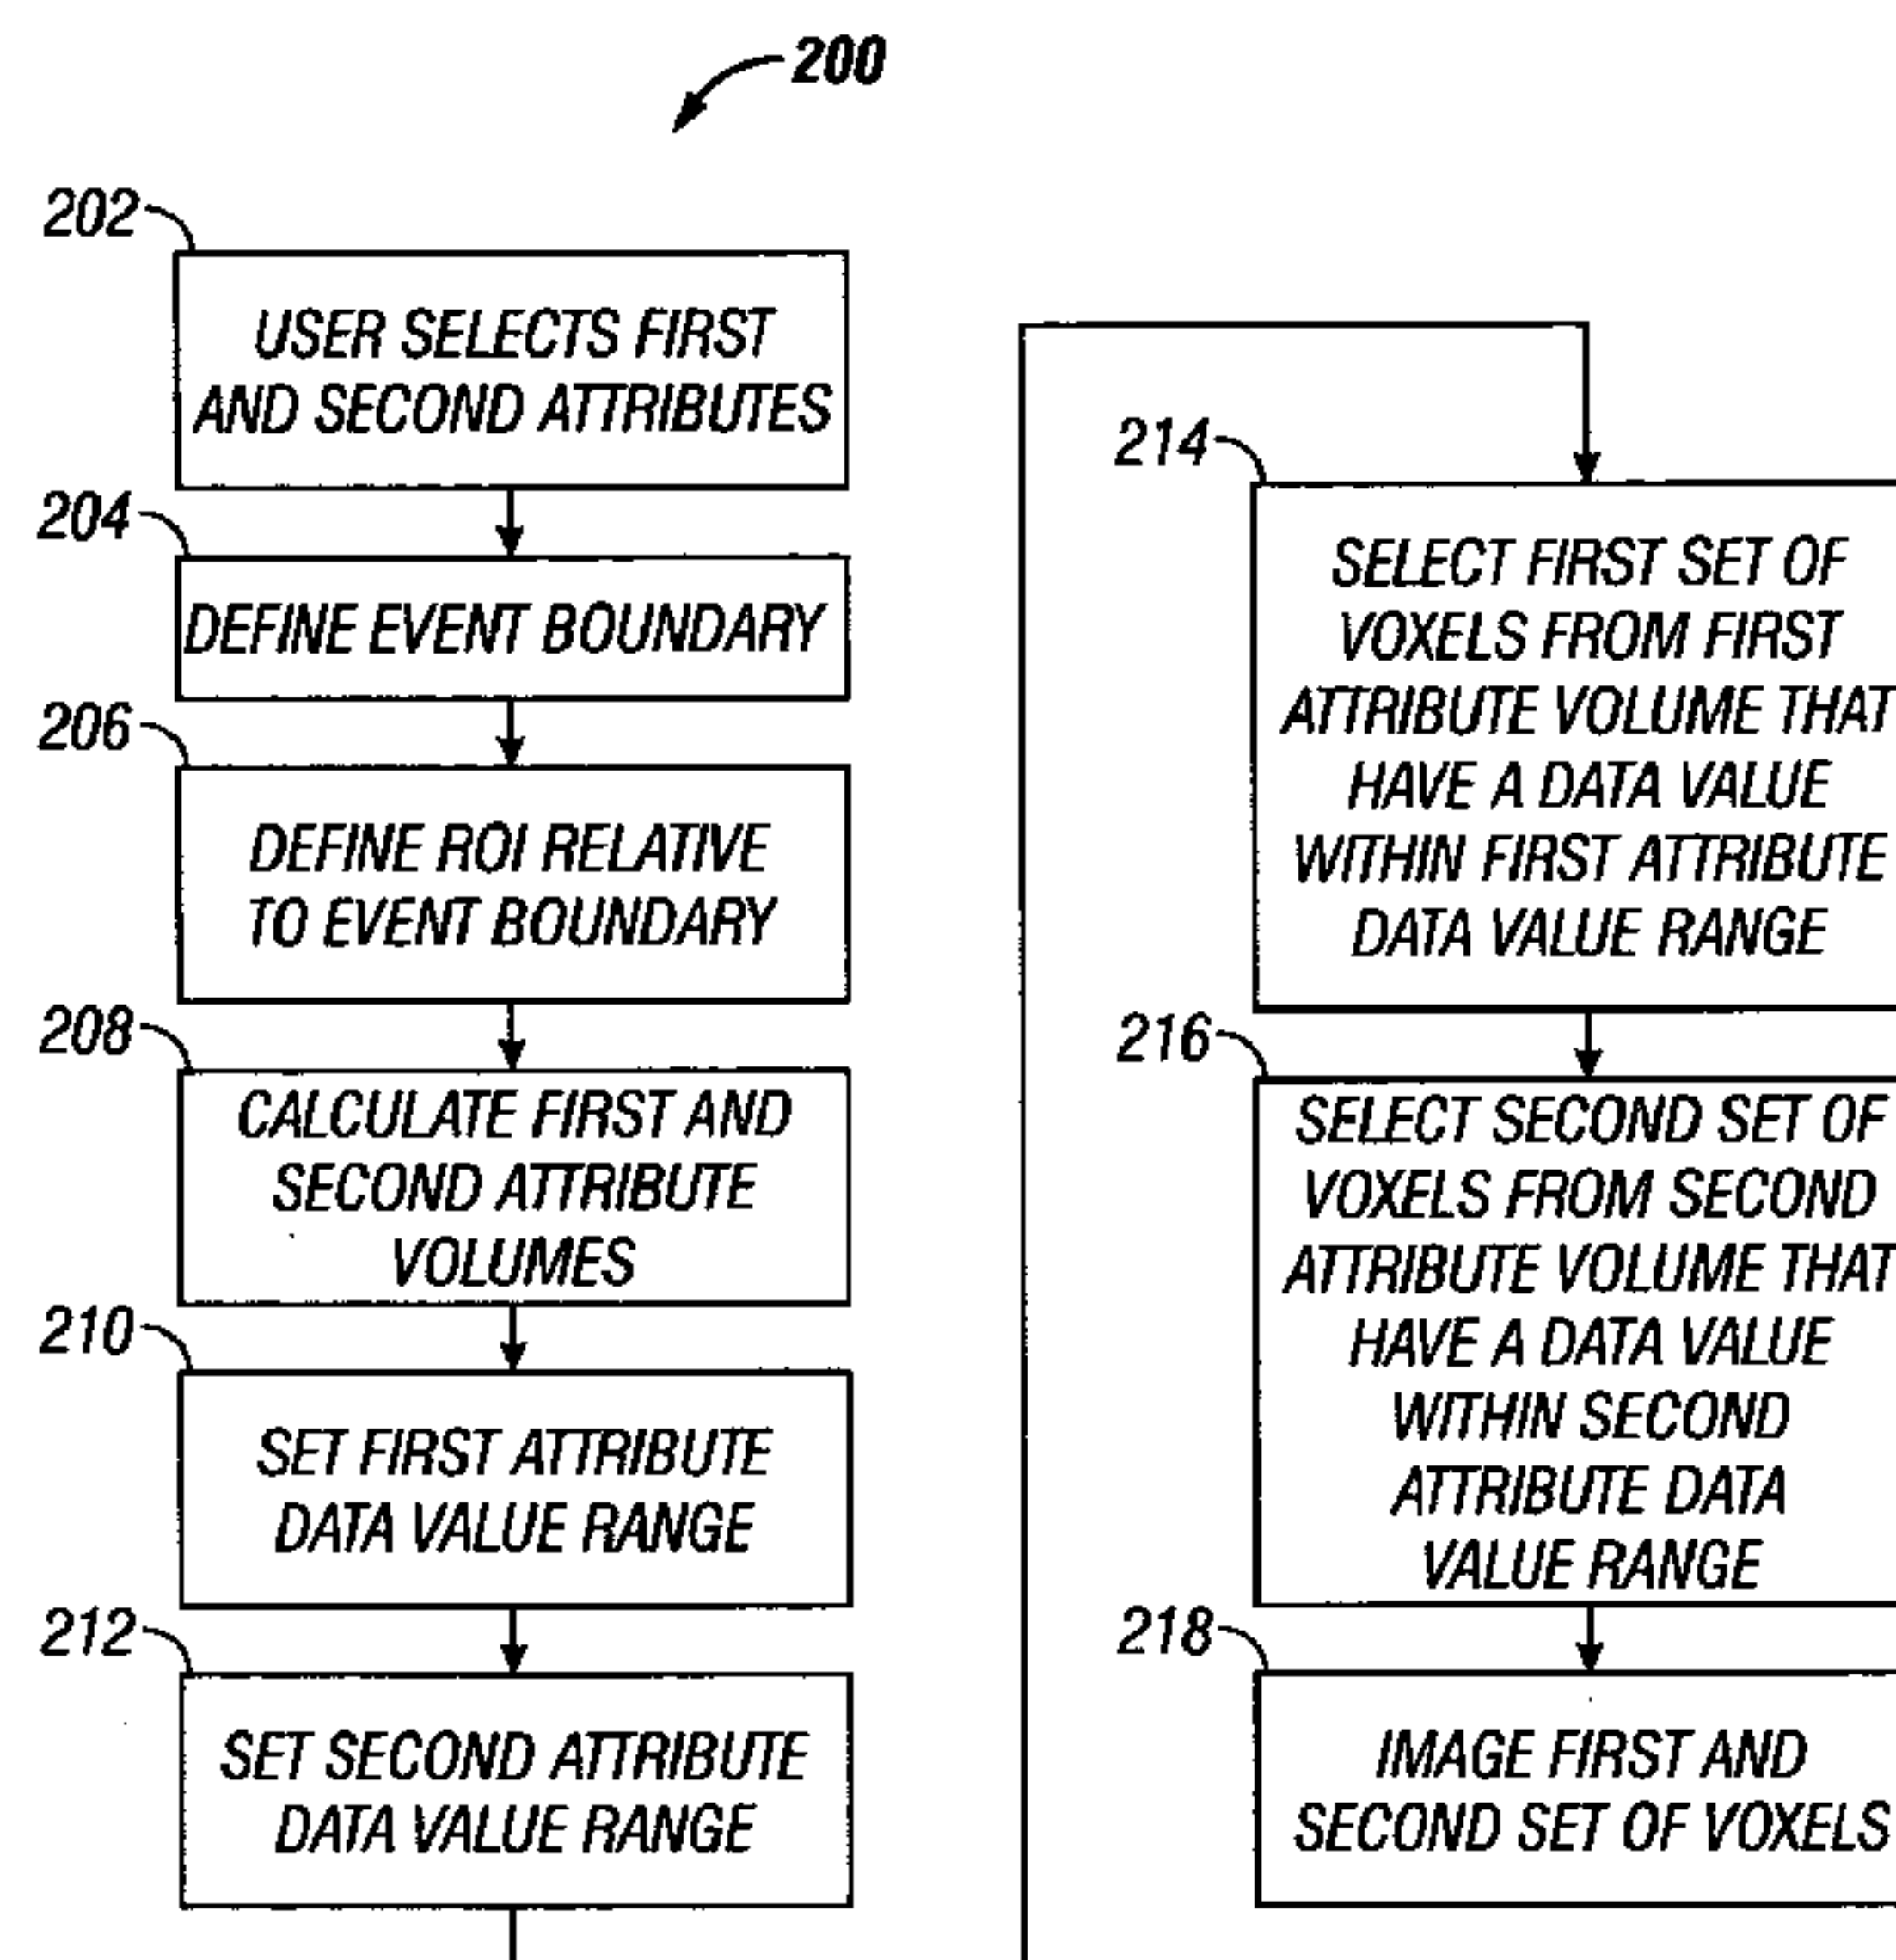 200
202
USER SELECTS FIRST
AND SECOND ATTRIBUTES
204
DEFINE EVENT BOUNDARY
206
DEFINE ROI RELATIVE
TO EVENT BOUNDARY
208
CALCULATE FIRST AND
SECOND ATTRIBUTE
VOLUMES
210
SET FIRST ATTRIBUTE
DATA VALUE RANGE
212
SET SECOND ATTRIBUTE
DATA VALUE RANGE
214
SELECT FIRST SET OF
VOXELS FROM FIRST
ATTRIBUTE VOLUME THAT
HAVE A DATA VALUE
WITHIN FIRST ATTRIBUTE
DATA VALUE RANGE
216
SELECT SECOND SET OF
VOXELS FROM SECOND
ATTRIBUTE VOLUME THAT
HAVE A DATA VALUE
WITHIN SECOND
ATTRIBUTE DATA
VALUE RANGE
218
IMAGE FIRST AND
SECOND SET OF VOXELS